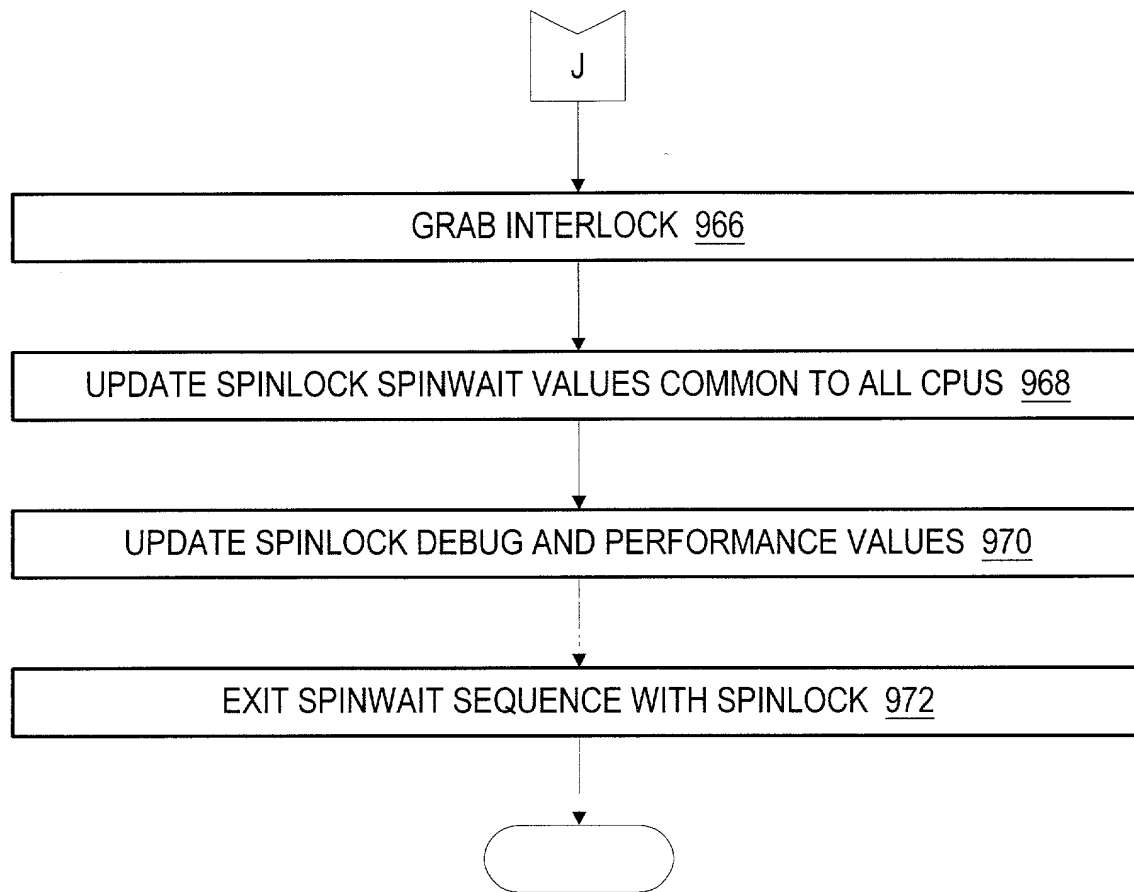 J
GRAB INTERLOCK 966
UPDATE SPINLOCK SPINWAIT VALUES COMMON TO ALL CPUS 968
UPDATE SPINLOCK DEBUG AND PERFORMANCE VALUES 970
EXIT SPINWAIT SEQUENCE WITH SPINLOCK 972